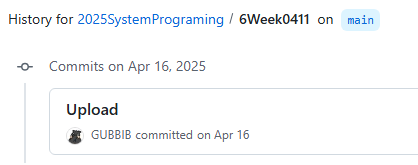 History for 2025SystemPrograming / 6Week0411 on main
Commits on Apr 16, 2025
Upload
GUBBIB committed on Apr 16